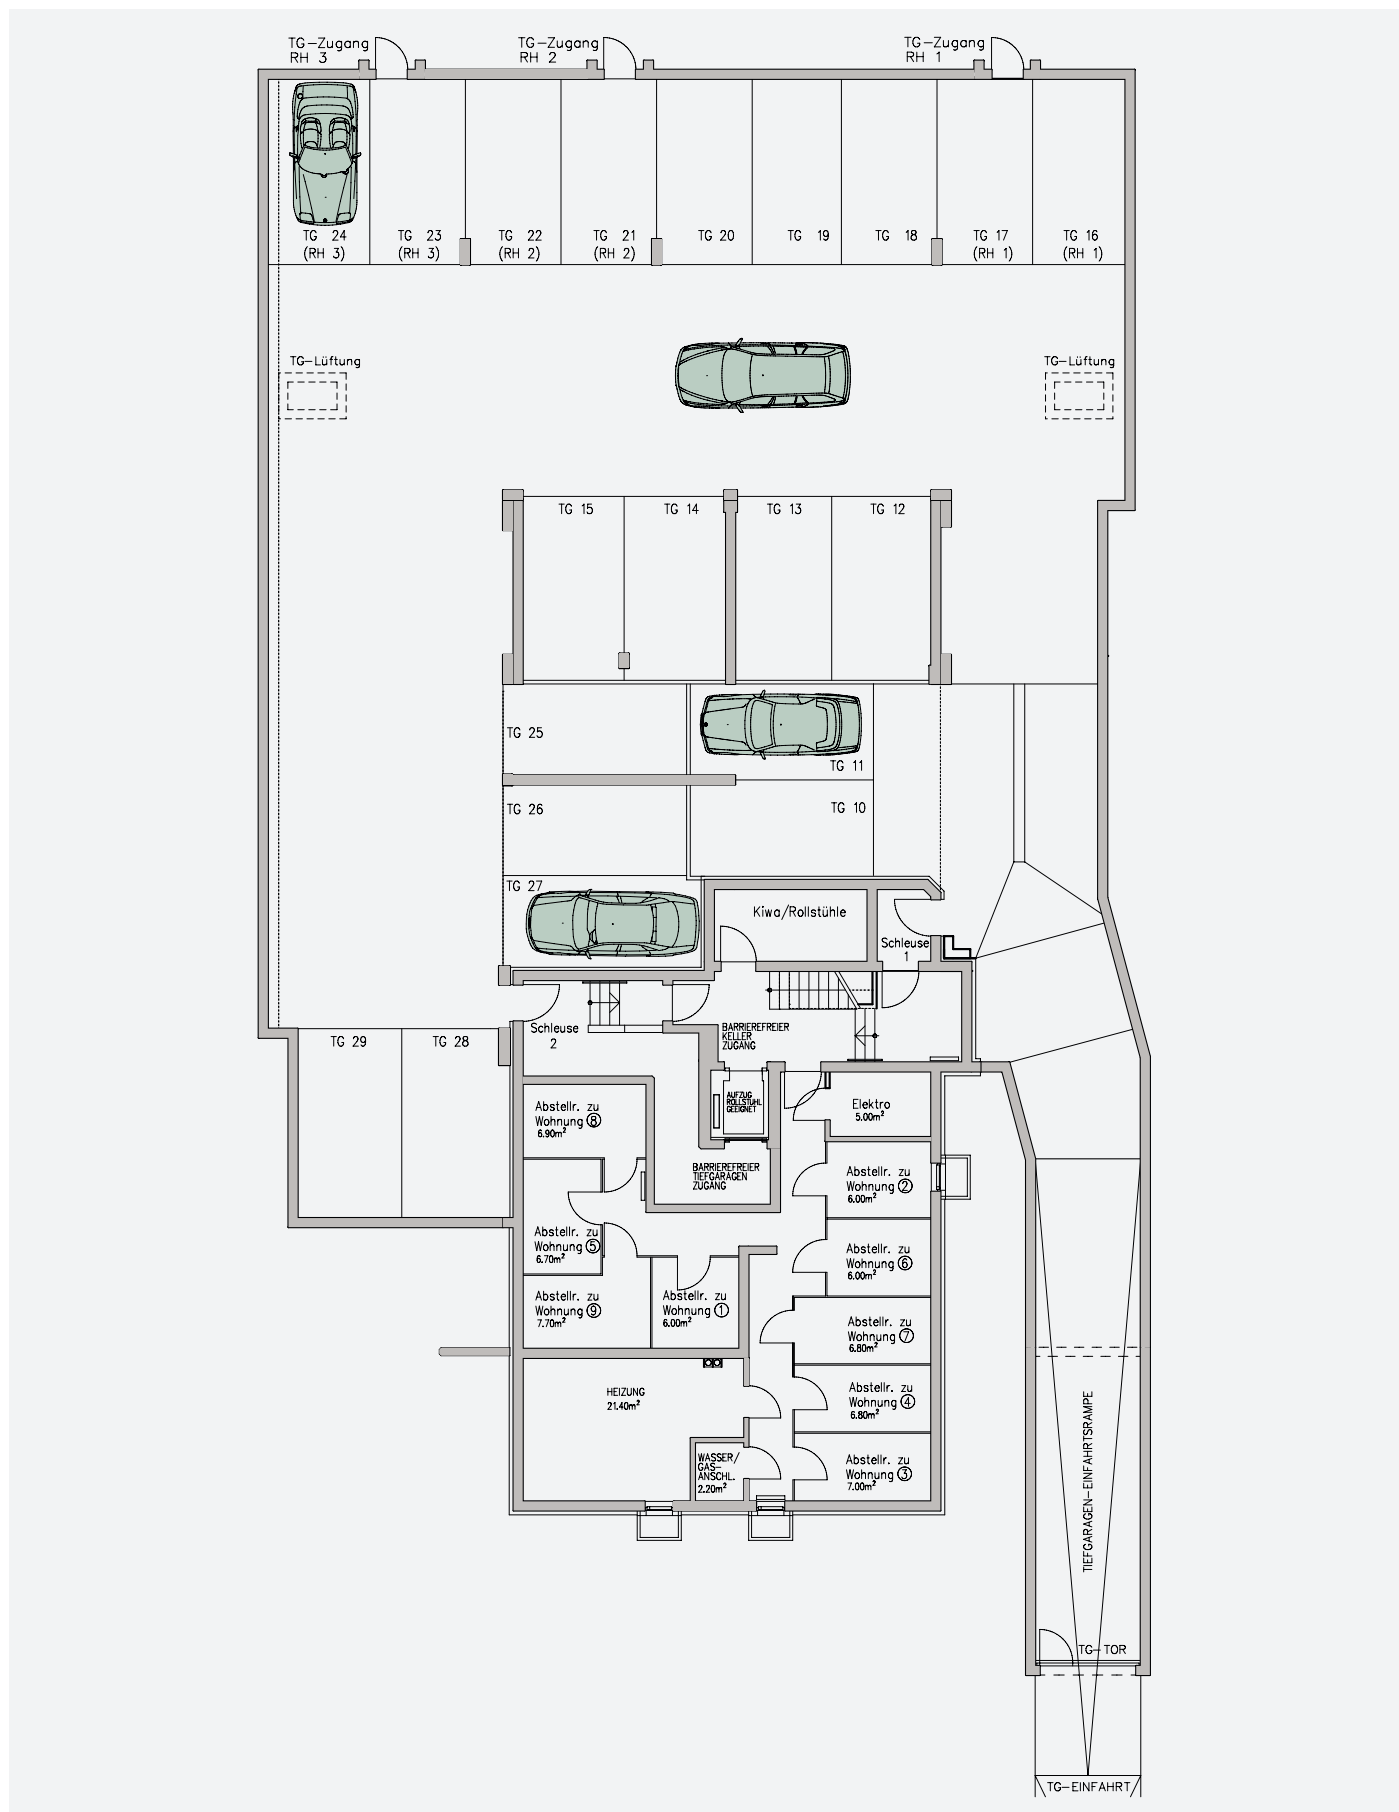 TG-Zugang
RH 3
TG-Zugang
RH 2
TG-Zugang
RH 1
TG 24
(RH 3)
TG 23
(RH 3)
TG 22
(RH 2)
TG 21
(RH 2)
TG 20
TG 19
TG 18
TG 17
(RH 1)
TG 16
(RH 1)
TG-Lüftung
TG-Lüftung
TG 15
TG 14
TG 13
TG 12
TG 25
TG 11
TG 26
TG 10
TG 27
Kiwa/Rollstühle
Schleuse
1
Schleuse
2
BARRIEREFREIER
KELLER
ZUGANG
TG 29
TG 28
AUFZUG
ROLLSTUHL
GEEIGNET
Elektro
5.00m²
Abstellr. zu
Wohnung 8
6.90m²
BARRIEREFREIER
TIEFGARAGEN
ZUGANG
Abstellr. zu
Wohnung 2
6.00m²
Abstellr. zu
Wohnung 5
6.70m²
Abstellr. zu
Wohnung 6
6.00m²
Abstellr. zu
Wohnung 9
7.70m²
Abstellr. zu
Wohnung 1
6.00m²
Abstellr. zu
Wohnung 7
6.80m²
HEIZUNG
21.40m²
Abstellr. zu
Wohnung 4
6.80m²
WASSER/
GAS-
ANSCHL.
2.20m²
Abstellr. zu
Wohnung 3
7.00m²
TIEFGARAGEN-EINFAHRTSRAMPE
TG-TOR
TG-EINFAHRT